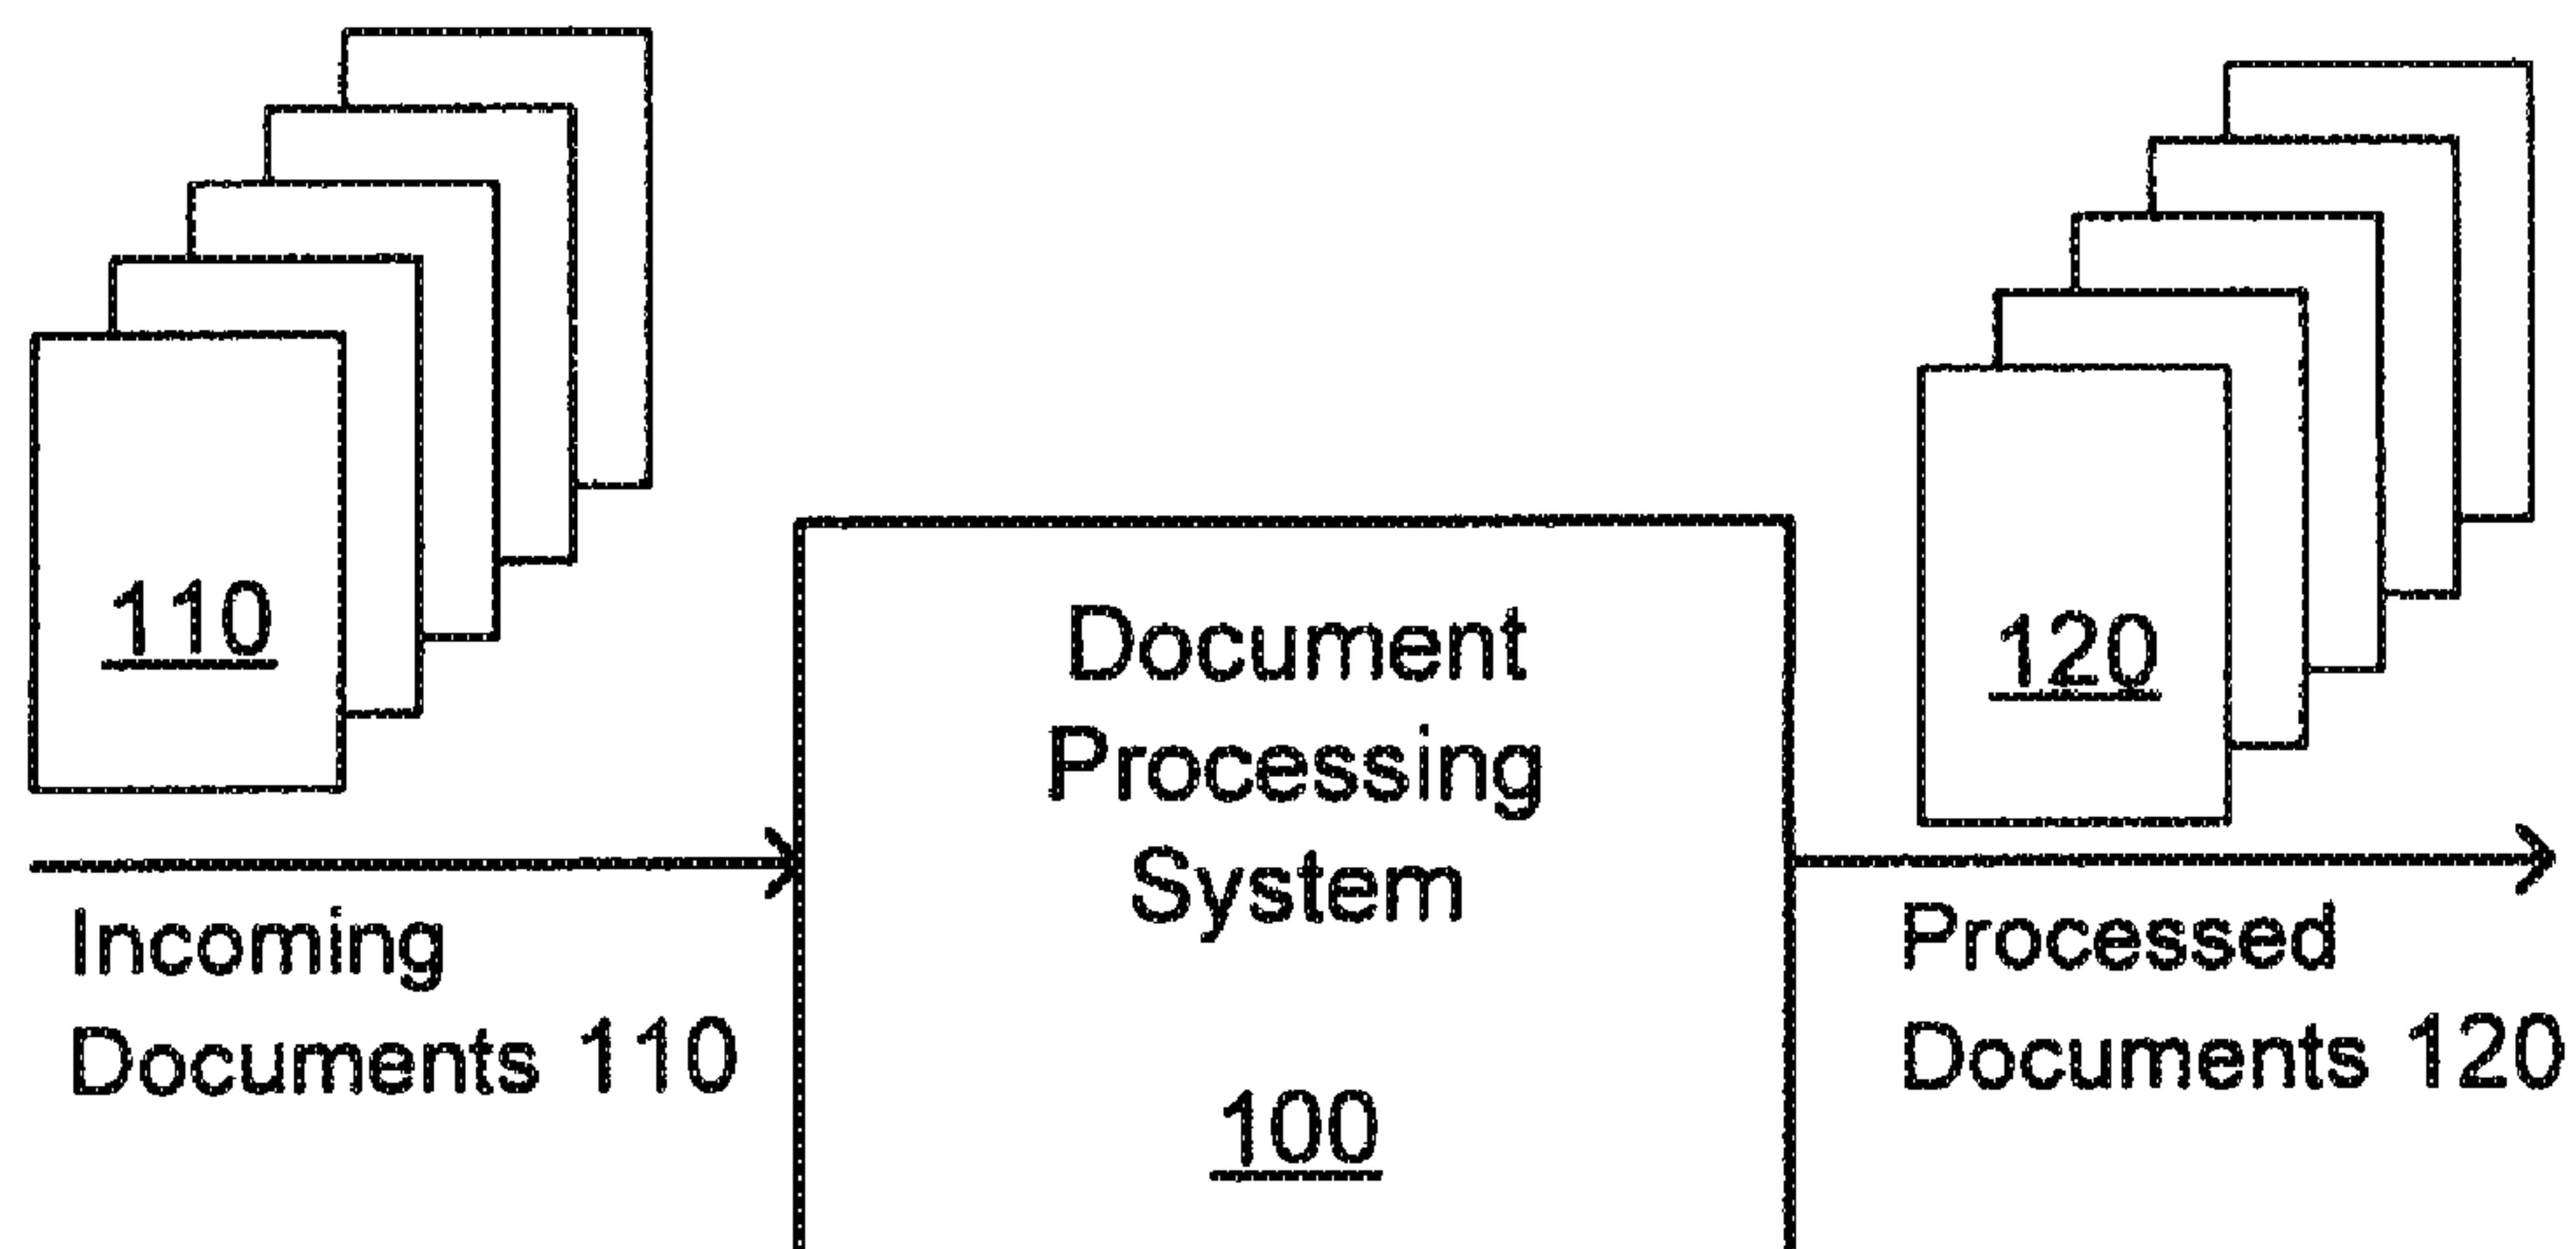 110
Incoming
Documents 110
Document
Processing
System
100
120
Processed
Documents 120